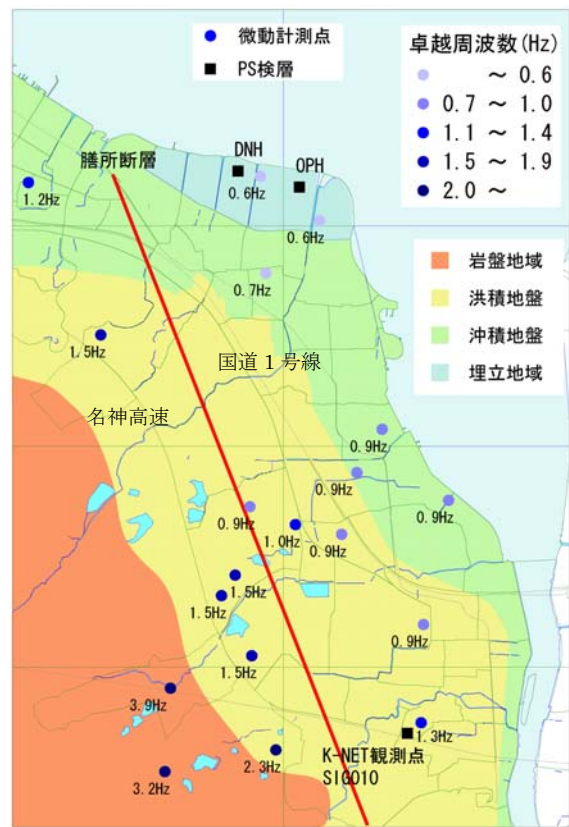 微動計測点
PS検層
卓越周波数(Hz)
～ 0.6
0.7 ～ 1.0
1.1 ～ 1.4
1.5 ～ 1.9
2.0 ～
膳所断層
DNH
OPH
1.2Hz
0.6Hz
0.6Hz
岩盤地域
洪積地盤
沖積地盤
埋立地域
0.7Hz
1.5Hz
国道1号線
名神高速
0.9Hz
0.9Hz
0.9Hz
0.9Hz
1.0Hz
0.9Hz
1.5Hz
1.5Hz
0.9Hz
1.5Hz
3.9Hz
1.3Hz
K-NET観測点
SIG010
2.3Hz
3.2Hz